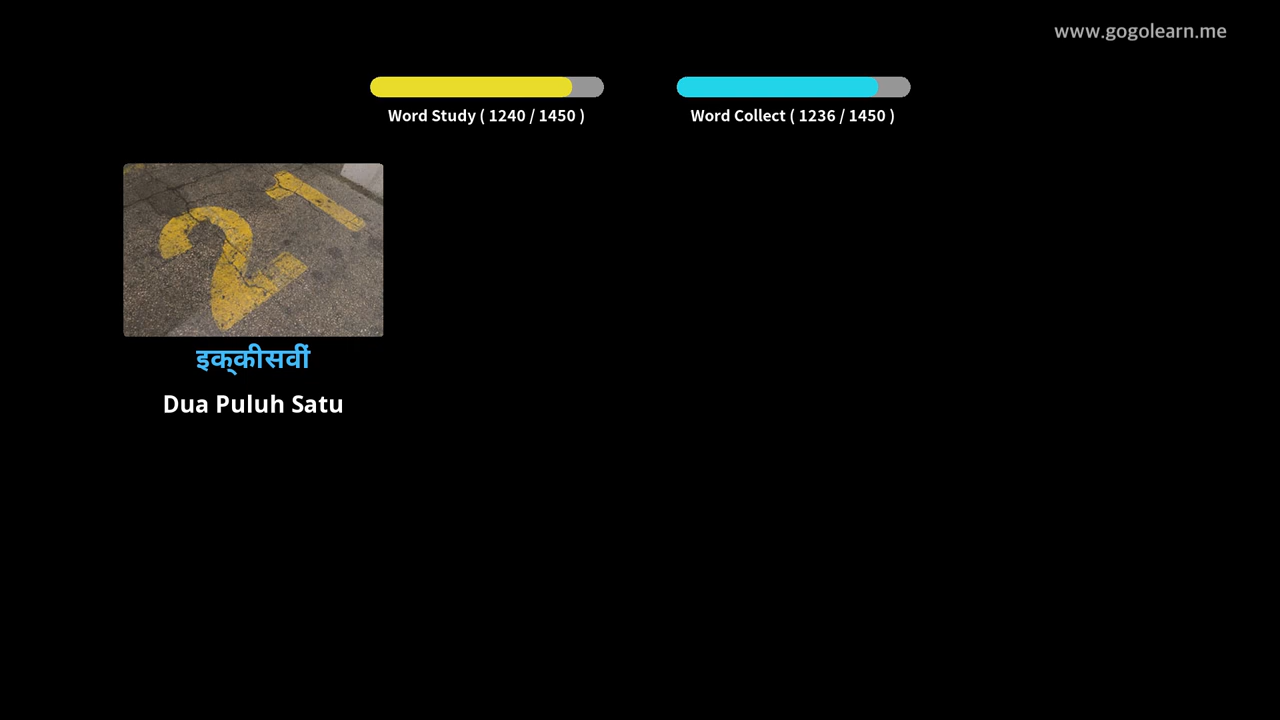 www.gogolearn.me
Word Study ( 1240 / 1450 )
Word Collect ( 1236 / 1450 )
21
इक्कीसवीं
Dua Puluh Satu